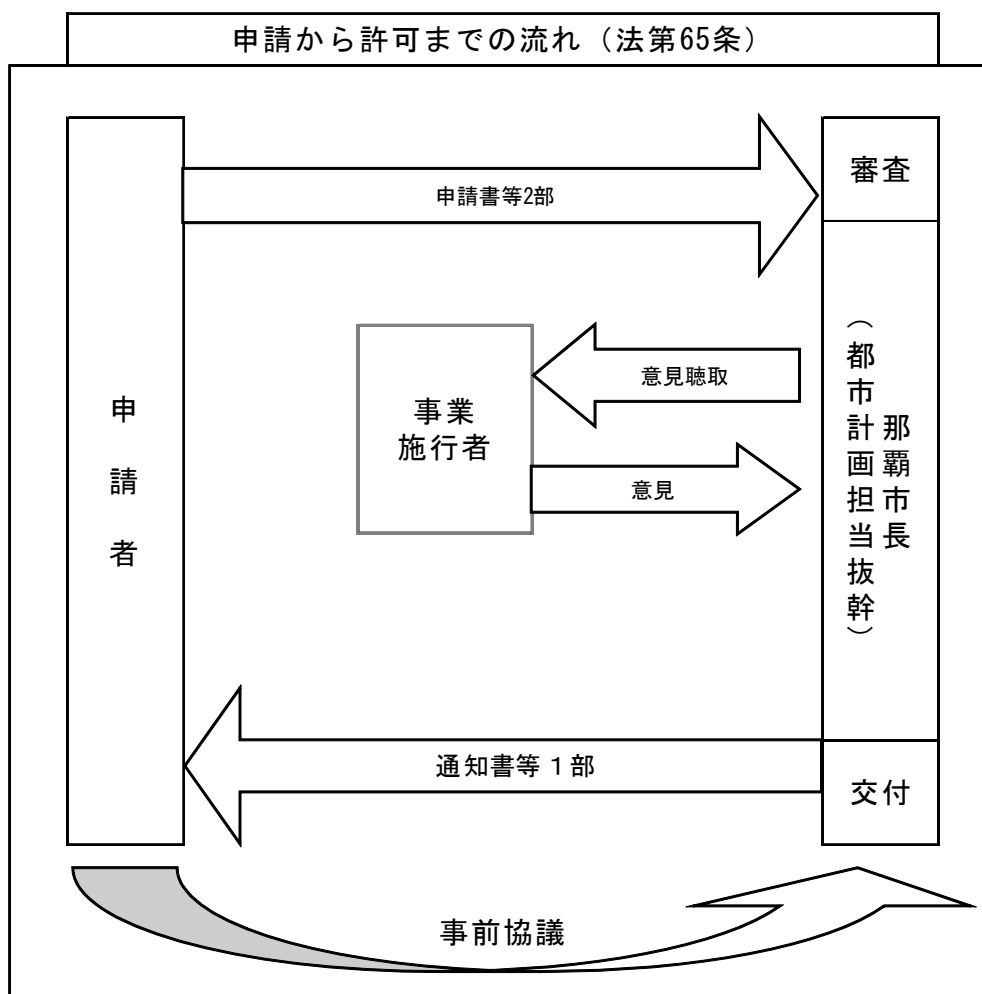 申請から許可までの流れ（法第65条）
申請者
申請書等2部
審査
意見聴取
事業
施行者
意見
那覇市長
（都市計画担当抜幹）
通知書等１部
交付
事前協議